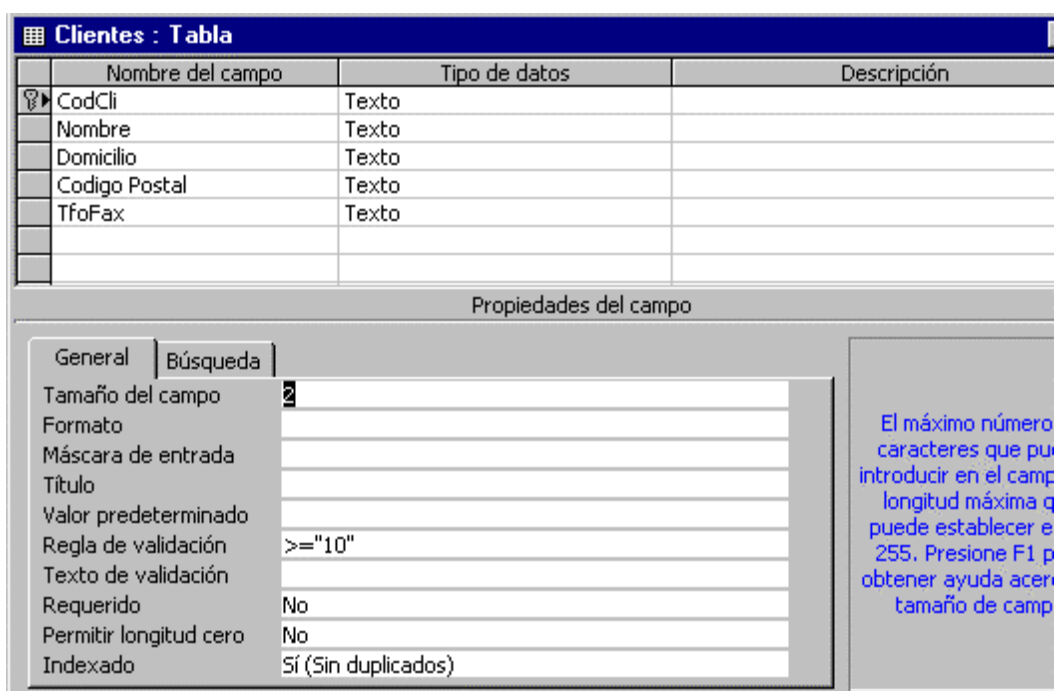 Clientes : Tabla
Nombre del campo Tipo de datos Descripción
CodCli Texto
Nombre Texto
Domicilio Texto
Codigo Postal Texto
TfoFax Texto
Propiedades del campo
General Búsqueda
Tamaño del campo 2
Formato
Máscara de entrada
Título
Valor predeterminado
Regla de validación >="10"
Texto de validación
Requerido No
Permitir longitud cero No
Indexado Sí (Sin duplicados)
El máximo número
caracteres que pue
introducir en el camp
longitud máxima q
puede establecer e
255. Presione F1 p
obtener ayuda acer
tamaño de camp